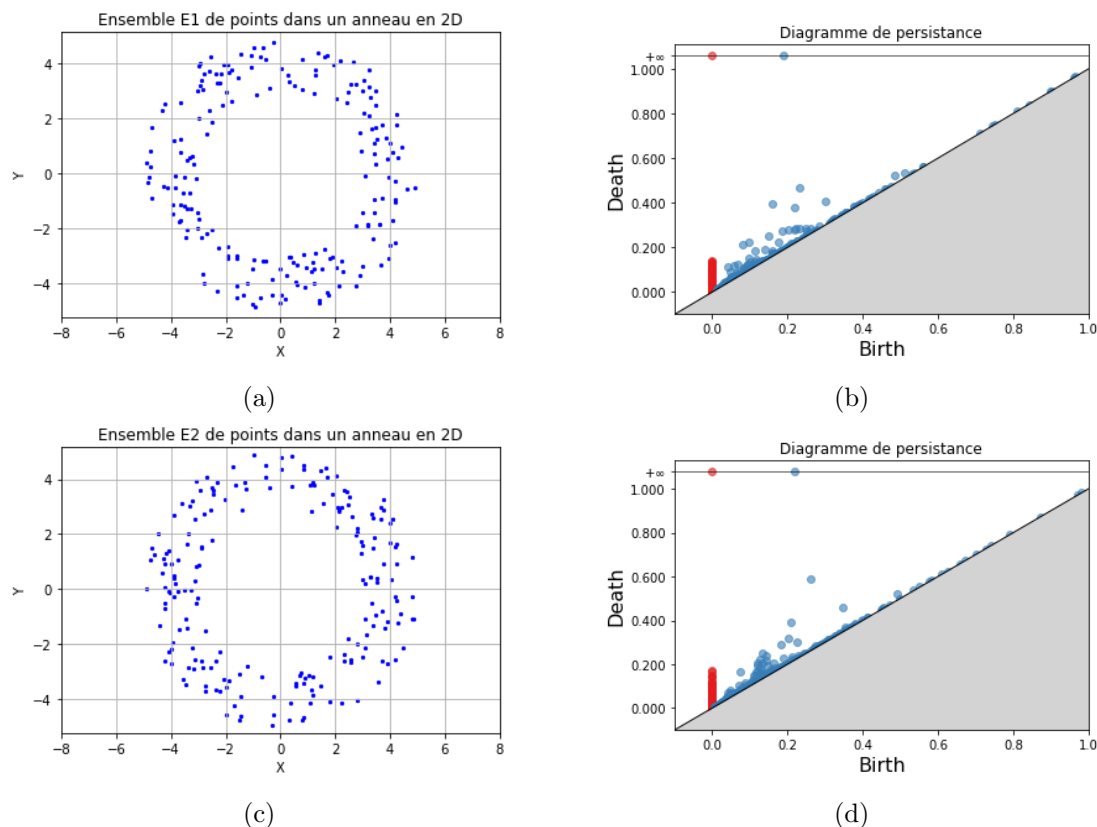 Ensemble E1 de points dans un anneau en 2D
4
2
0
−2
−4
Y
−8 −6 −4 −2 0 2 4 6 8
X
(a)
Diagramme de persistance
+∞
1.000
0.800
0.600
0.400
0.200
0.000
Death
0.0 0.2 0.4 0.6 0.8 1.0
Birth
(b)
Ensemble E2 de points dans un anneau en 2D
4
2
0
−2
−4
Y
−8 −6 −4 −2 0 2 4 6 8
X
(c)
Diagramme de persistance
+∞
1.000
0.800
0.600
0.400
0.200
0.000
Death
0.0 0.2 0.4 0.6 0.8 1.0
Birth
(d)